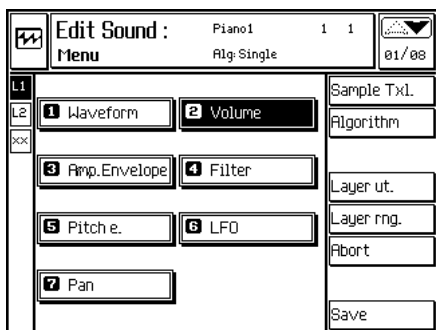 Edit Sound : Piano1 1 1
Menu Alg: Single 01/08
L1
L2
xx
1 Waveform
2 Volume
3 Amp.Envelope
4 Filter
5 Pitch e.
6 LFO
7 Pan
Sample Txl.
Algorithm
Layer ut.
Layer rng.
Abort
Save